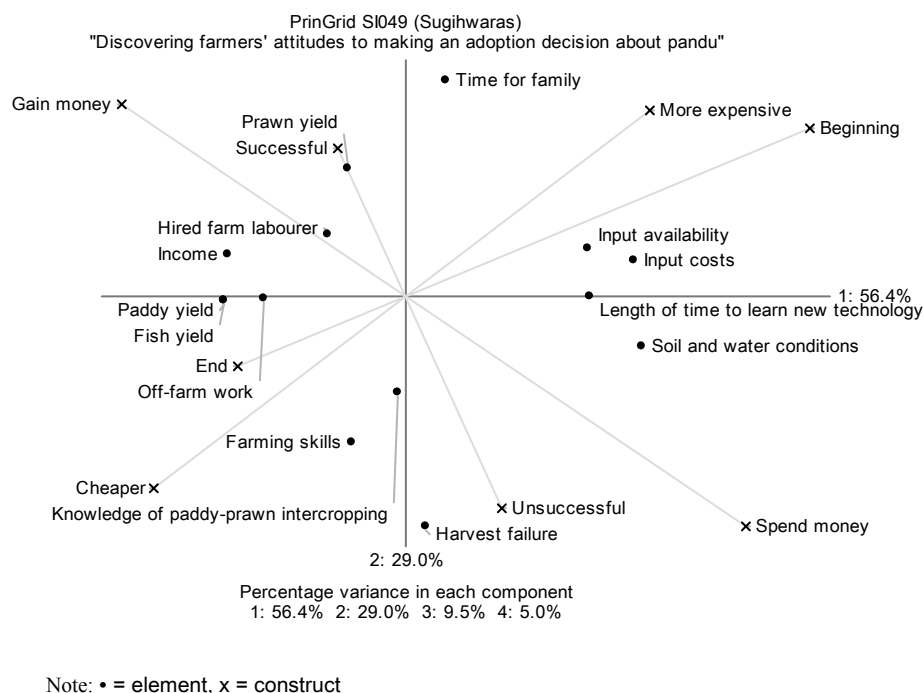 PrinGrid SI049 (Sugihwaras)
"Discovering farmers' attitudes to making an adoption decision about pandu"
Time for family
Gain money
More expensive
Prawn yield
Beginning
Successful
Hired farm labourer
Input availability
Income
Input costs
1: 56.4%
Paddy yield
Length of time to learn new technology
Fish yield
Soil and water conditions
End
Off-farm work
Farming skills
Cheaper
Unsuccessful
Knowledge of paddy-prawn intercropping
Spend money
Harvest failure
2: 29.0%
Percentage variance in each component
1: 56.4% 2: 29.0% 3: 9.5% 4: 5.0%
Note: • = element, x = construct